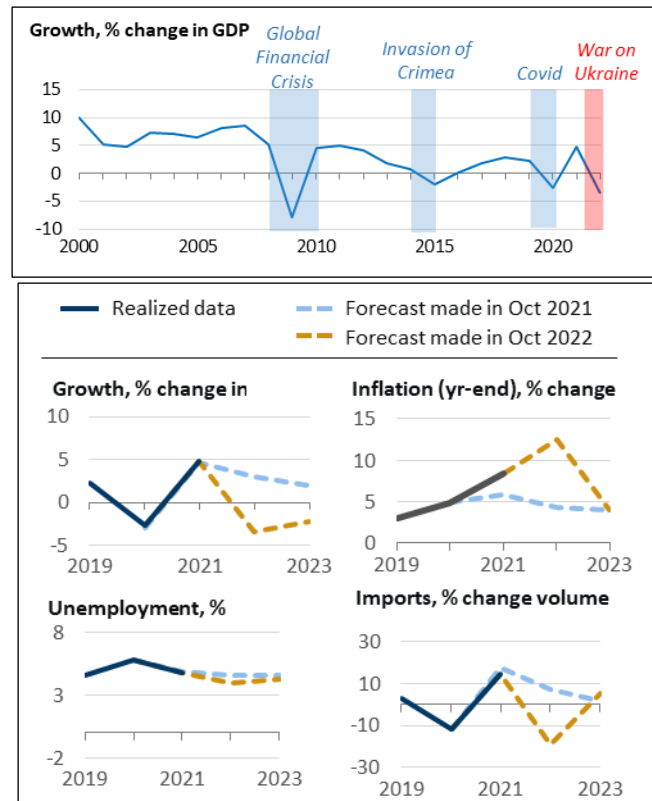 Growth, % change in GDP
Global
Financial
Crisis
Invasion of
Crimea
Covid
War on
Ukraine
15
10
5
0
-5
-10
2000
2005
2010
2015
2020
Realized data
Forecast made in Oct 2021
Forecast made in Oct 2022
Growth, % change in
10
5
0
-5
2019
2021
2023
Inflation (yr-end), % change
15
10
5
0
2019
2021
2023
Unemployment, %
8
3
-2
2019
2021
2023
Imports, % change volume
30
10
-10
-30
2019
2021
2023